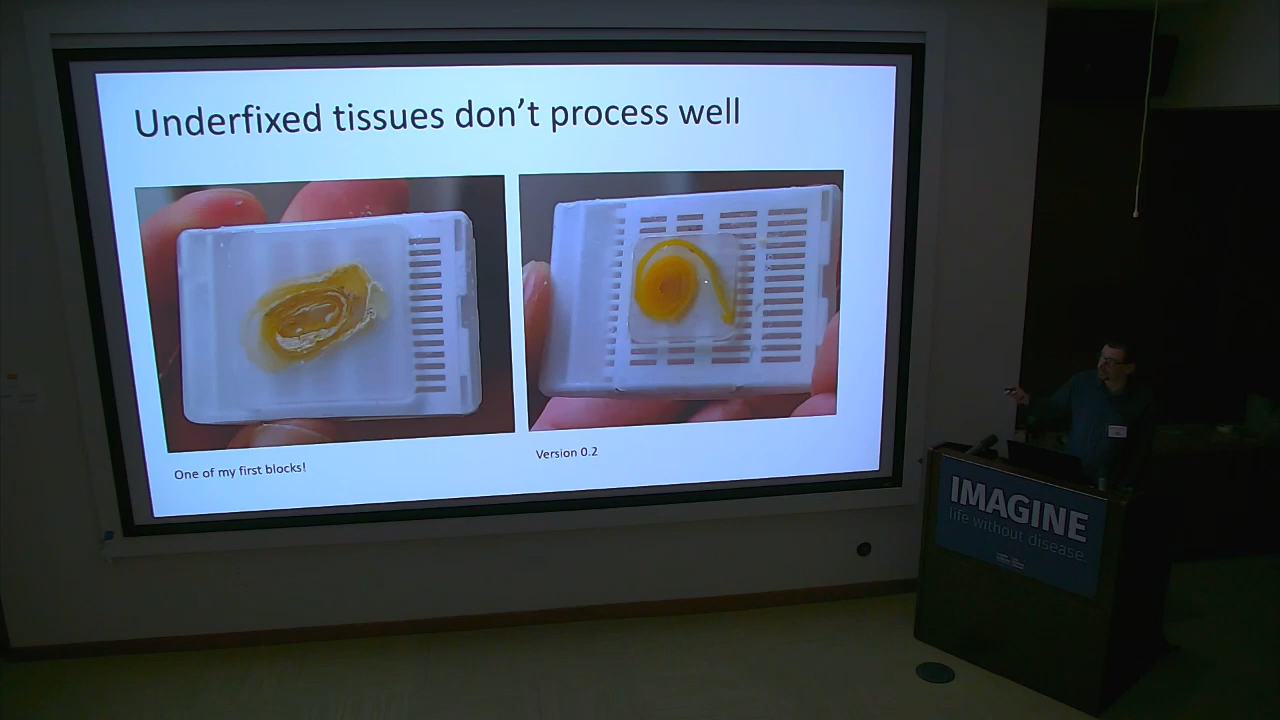 Underfixed tissues don't process well
One of my first blocks!
Version 0.2
IMAGINE
life without disease.